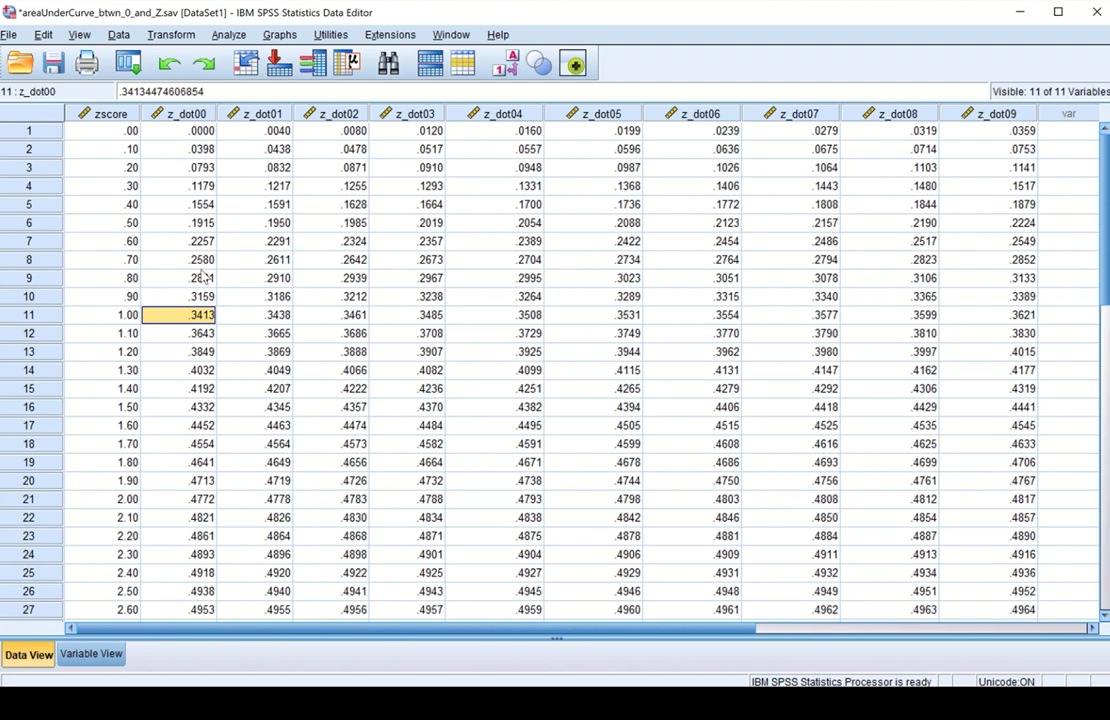 *areaUnderCurve_btwn_0_and_Z.sav [DataSet1] - IBM SPSS Statistics Data Editor
File Edit View Data Transform Analyze Graphs Utilities Extensions Window Help
11 : z_dot00 .34134474606854 Visible: 11 of 11 Variables
zscore z_dot00 z_dot01 z_dot02 z_dot03 z_dot04 z_dot05 z_dot06 z_dot07 z_dot08 z_dot09 var
1 .00 .0000 .0040 .0080 .0120 .0160 .0199 .0239 .0279 .0319 .0359
2 .10 .0398 .0438 .0478 .0517 .0557 .0596 .0636 .0675 .0714 .0753
3 .20 .0793 .0832 .0871 .0910 .0948 .0987 .1026 .1064 .1103 .1141
4 .30 .1179 .1217 .1255 .1293 .1331 .1368 .1406 .1443 .1480 .1517
5 .40 .1554 .1591 .1628 .1664 .1700 .1736 .1772 .1808 .1844 .1879
6 .50 .1915 .1950 .1985 .2019 .2054 .2088 .2123 .2157 .2190 .2224
7 .60 .2257 .2291 .2324 .2357 .2389 .2422 .2454 .2486 .2517 .2549
8 .70 .2580 .2611 .2642 .2673 .2704 .2734 .2764 .2794 .2823 .2852
9 .80 .2910 .2939 .2967 .2995 .3023 .3051 .3078 .3106 .3133
10 .90 .3159 .3186 .3212 .3238 .3264 .3289 .3315 .3340 .3365 .3389
11 1.00 .3413 .3438 .3461 .3485 .3508 .3531 .3554 .3577 .3599 .3621
12 1.10 .3643 .3665 .3686 .3708 .3729 .3749 .3770 .3790 .3810 .3830
13 1.20 .3849 .3869 .3888 .3907 .3925 .3944 .3962 .3980 .3997 .4015
14 1.30 .4032 .4049 .4066 .4082 .4099 .4115 .4131 .4147 .4162 .4177
15 1.40 .4192 .4207 .4222 .4236 .4251 .4265 .4279 .4292 .4306 .4319
16 1.50 .4332 .4345 .4357 .4370 .4382 .4394 .4406 .4418 .4429 .4441
17 1.60 .4452 .4463 .4474 .4484 .4495 .4505 .4515 .4525 .4535 .4545
18 1.70 .4554 .4564 .4573 .4582 .4591 .4599 .4608 .4616 .4625 .4633
19 1.80 .4641 .4649 .4656 .4664 .4671 .4678 .4686 .4693 .4699 .4706
20 1.90 .4713 .4719 .4726 .4732 .4738 .4744 .4750 .4756 .4761 .4767
21 2.00 .4772 .4778 .4783 .4788 .4793 .4798 .4803 .4808 .4812 .4817
22 2.10 .4821 .4826 .4830 .4834 .4838 .4842 .4846 .4850 .4854 .4857
23 2.20 .4861 .4864 .4868 .4871 .4875 .4878 .4881 .4884 .4887 .4890
24 2.30 .4893 .4896 .4898 .4901 .4904 .4906 .4909 .4911 .4913 .4916
25 2.40 .4918 .4920 .4922 .4925 .4927 .4929 .4931 .4932 .4934 .4936
26 2.50 .4938 .4940 .4941 .4943 .4945 .4946 .4948 .4949 .4951 .4952
27 2.60 .4953 .4955 .4956 .4957 .4959 .4960 .4961 .4962 .4963 .4964
Data View Variable View
IBM SPSS Statistics Processor is ready Unicode:ON